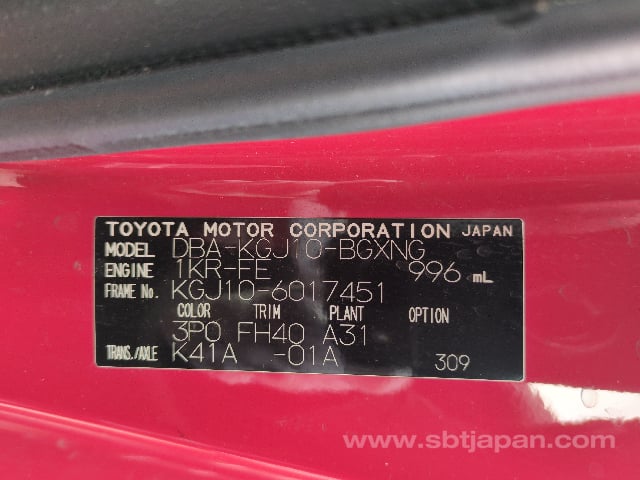 TOYOTA MOTOR CORPORATION JAPAN
MODEL DBA-KGJ10-BGXNG
ENGINE 1KR-FE 996 mL
FRAME No. KGJ10-6017451
COLOR TRIM PLANT OPTION
3P0 FH40 A31
TRANS./AXLE K41A -01A 309
www.sbtjapan.com